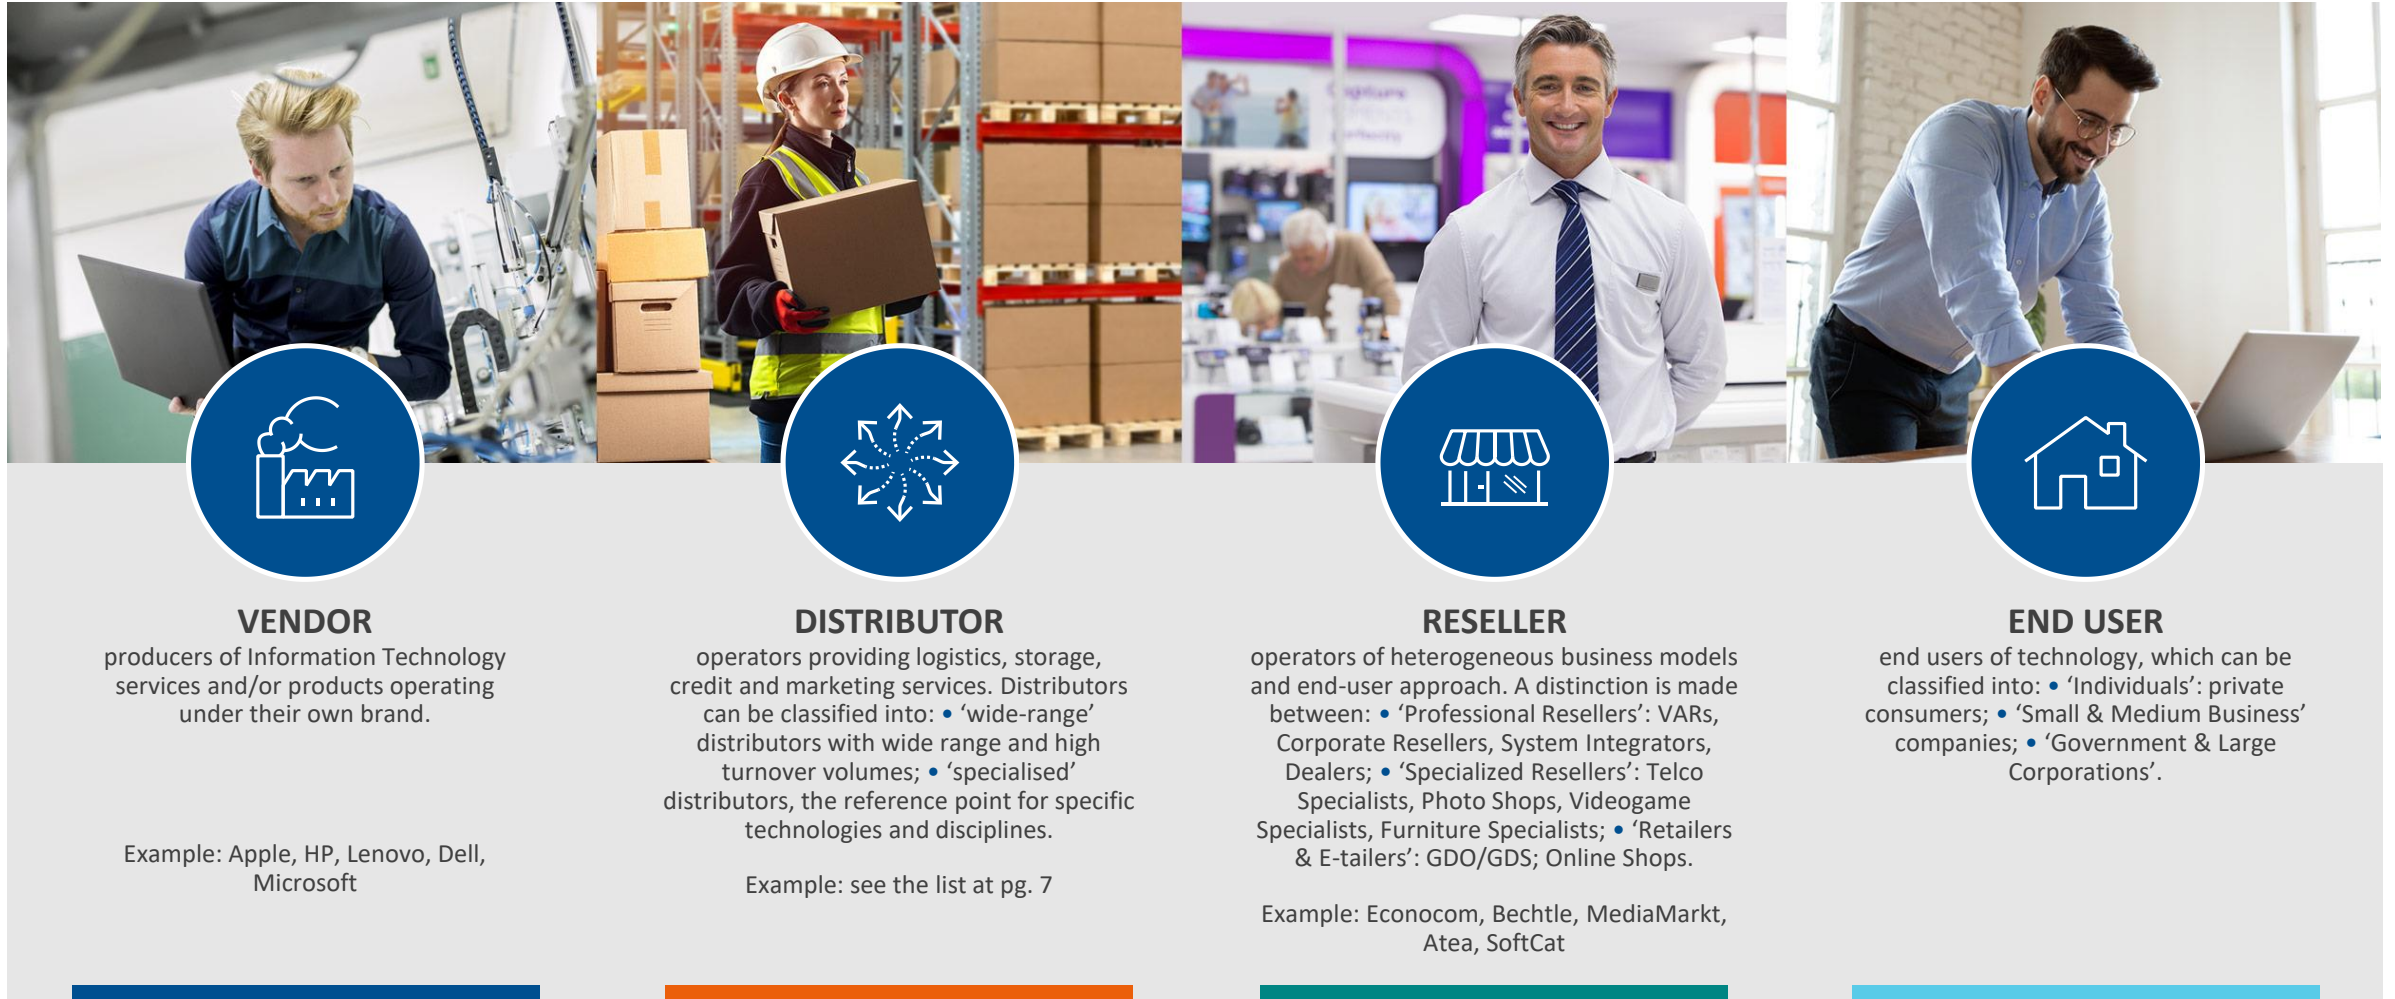 Capture
VENDOR
producers of Information Technology
services and/or products operating
under their own brand.
Example: Apple, HP, Lenovo, Dell,
Microsoft
DISTRIBUTOR
operators providing logistics, storage,
credit and marketing services. Distributors
can be classified into: • ‘wide-range’
distributors with wide range and high
turnover volumes; • ‘specialised’
distributors, the reference point for specific
technologies and disciplines.
Example: see the list at pg. 7
RESELLER
operators of heterogeneous business models
and end-user approach. A distinction is made
between: • ‘Professional Resellers’: VARs,
Corporate Resellers, System Integrators,
Dealers; • ‘Specialized Resellers’: Telco
Specialists, Photo Shops, Videogame
Specialists, Furniture Specialists; • ‘Retailers
& E-tailers’: GDO/GDS; Online Shops.
Example: Econocom, Bechtle, MediaMarkt,
Atea, SoftCat
END USER
end users of technology, which can be
classified into: • ‘Individuals’: private
consumers; • ‘Small & Medium Business’
companies; • ‘Government & Large
Corporations’.